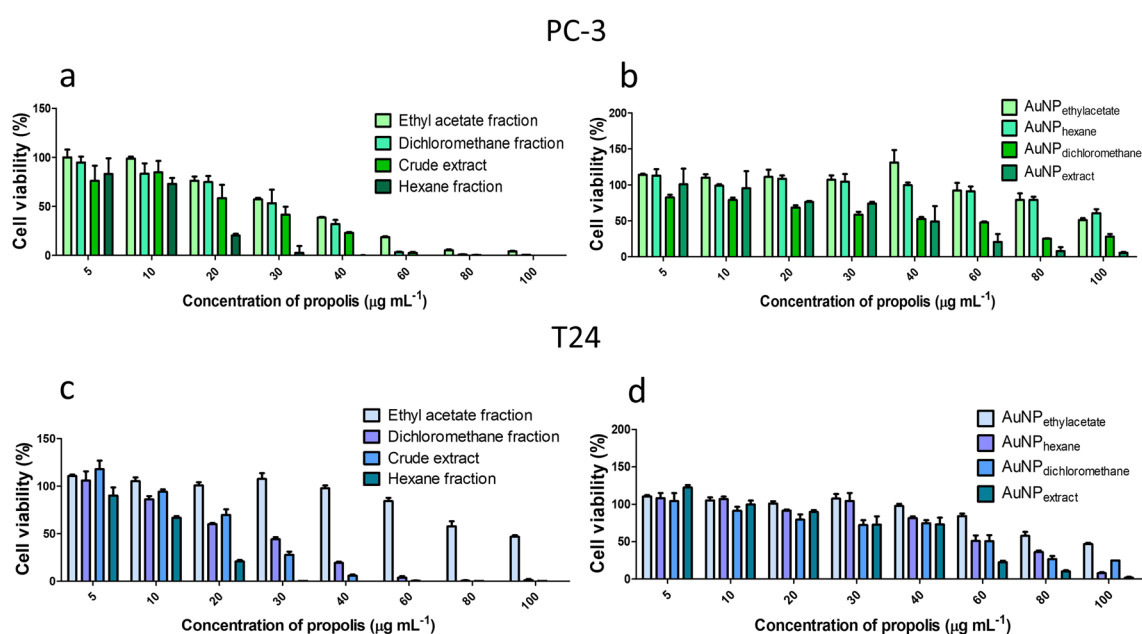 PC-3
a
Cell viability (%)
150
100
50
0
Ethyl acetate fraction
Dichloromethane fraction
Crude extract
Hexane fraction
5 10 20 30 40 60 80 100
Concentration of propolis (µg mL⁻¹)
b
Cell viability (%)
200
150
100
50
0
AuNPethylacetate
AuNPhexane
AuNPdichloromethane
AuNPextract
5 10 20 30 40 60 80 100
Concentration of propolis (µg mL⁻¹)
T24
c
Cell viability (%)
150
100
50
0
Ethyl acetate fraction
Dichloromethane fraction
Crude extract
Hexane fraction
5 10 20 30 40 60 80 100
Concentration of propolis (µg mL⁻¹)
d
Cell viability (%)
200
150
100
50
0
AuNPethylacetate
AuNPhexane
AuNPdichloromethane
AuNPextract
5 10 20 30 40 60 80 100
Concentration of propolis (µg mL⁻¹)